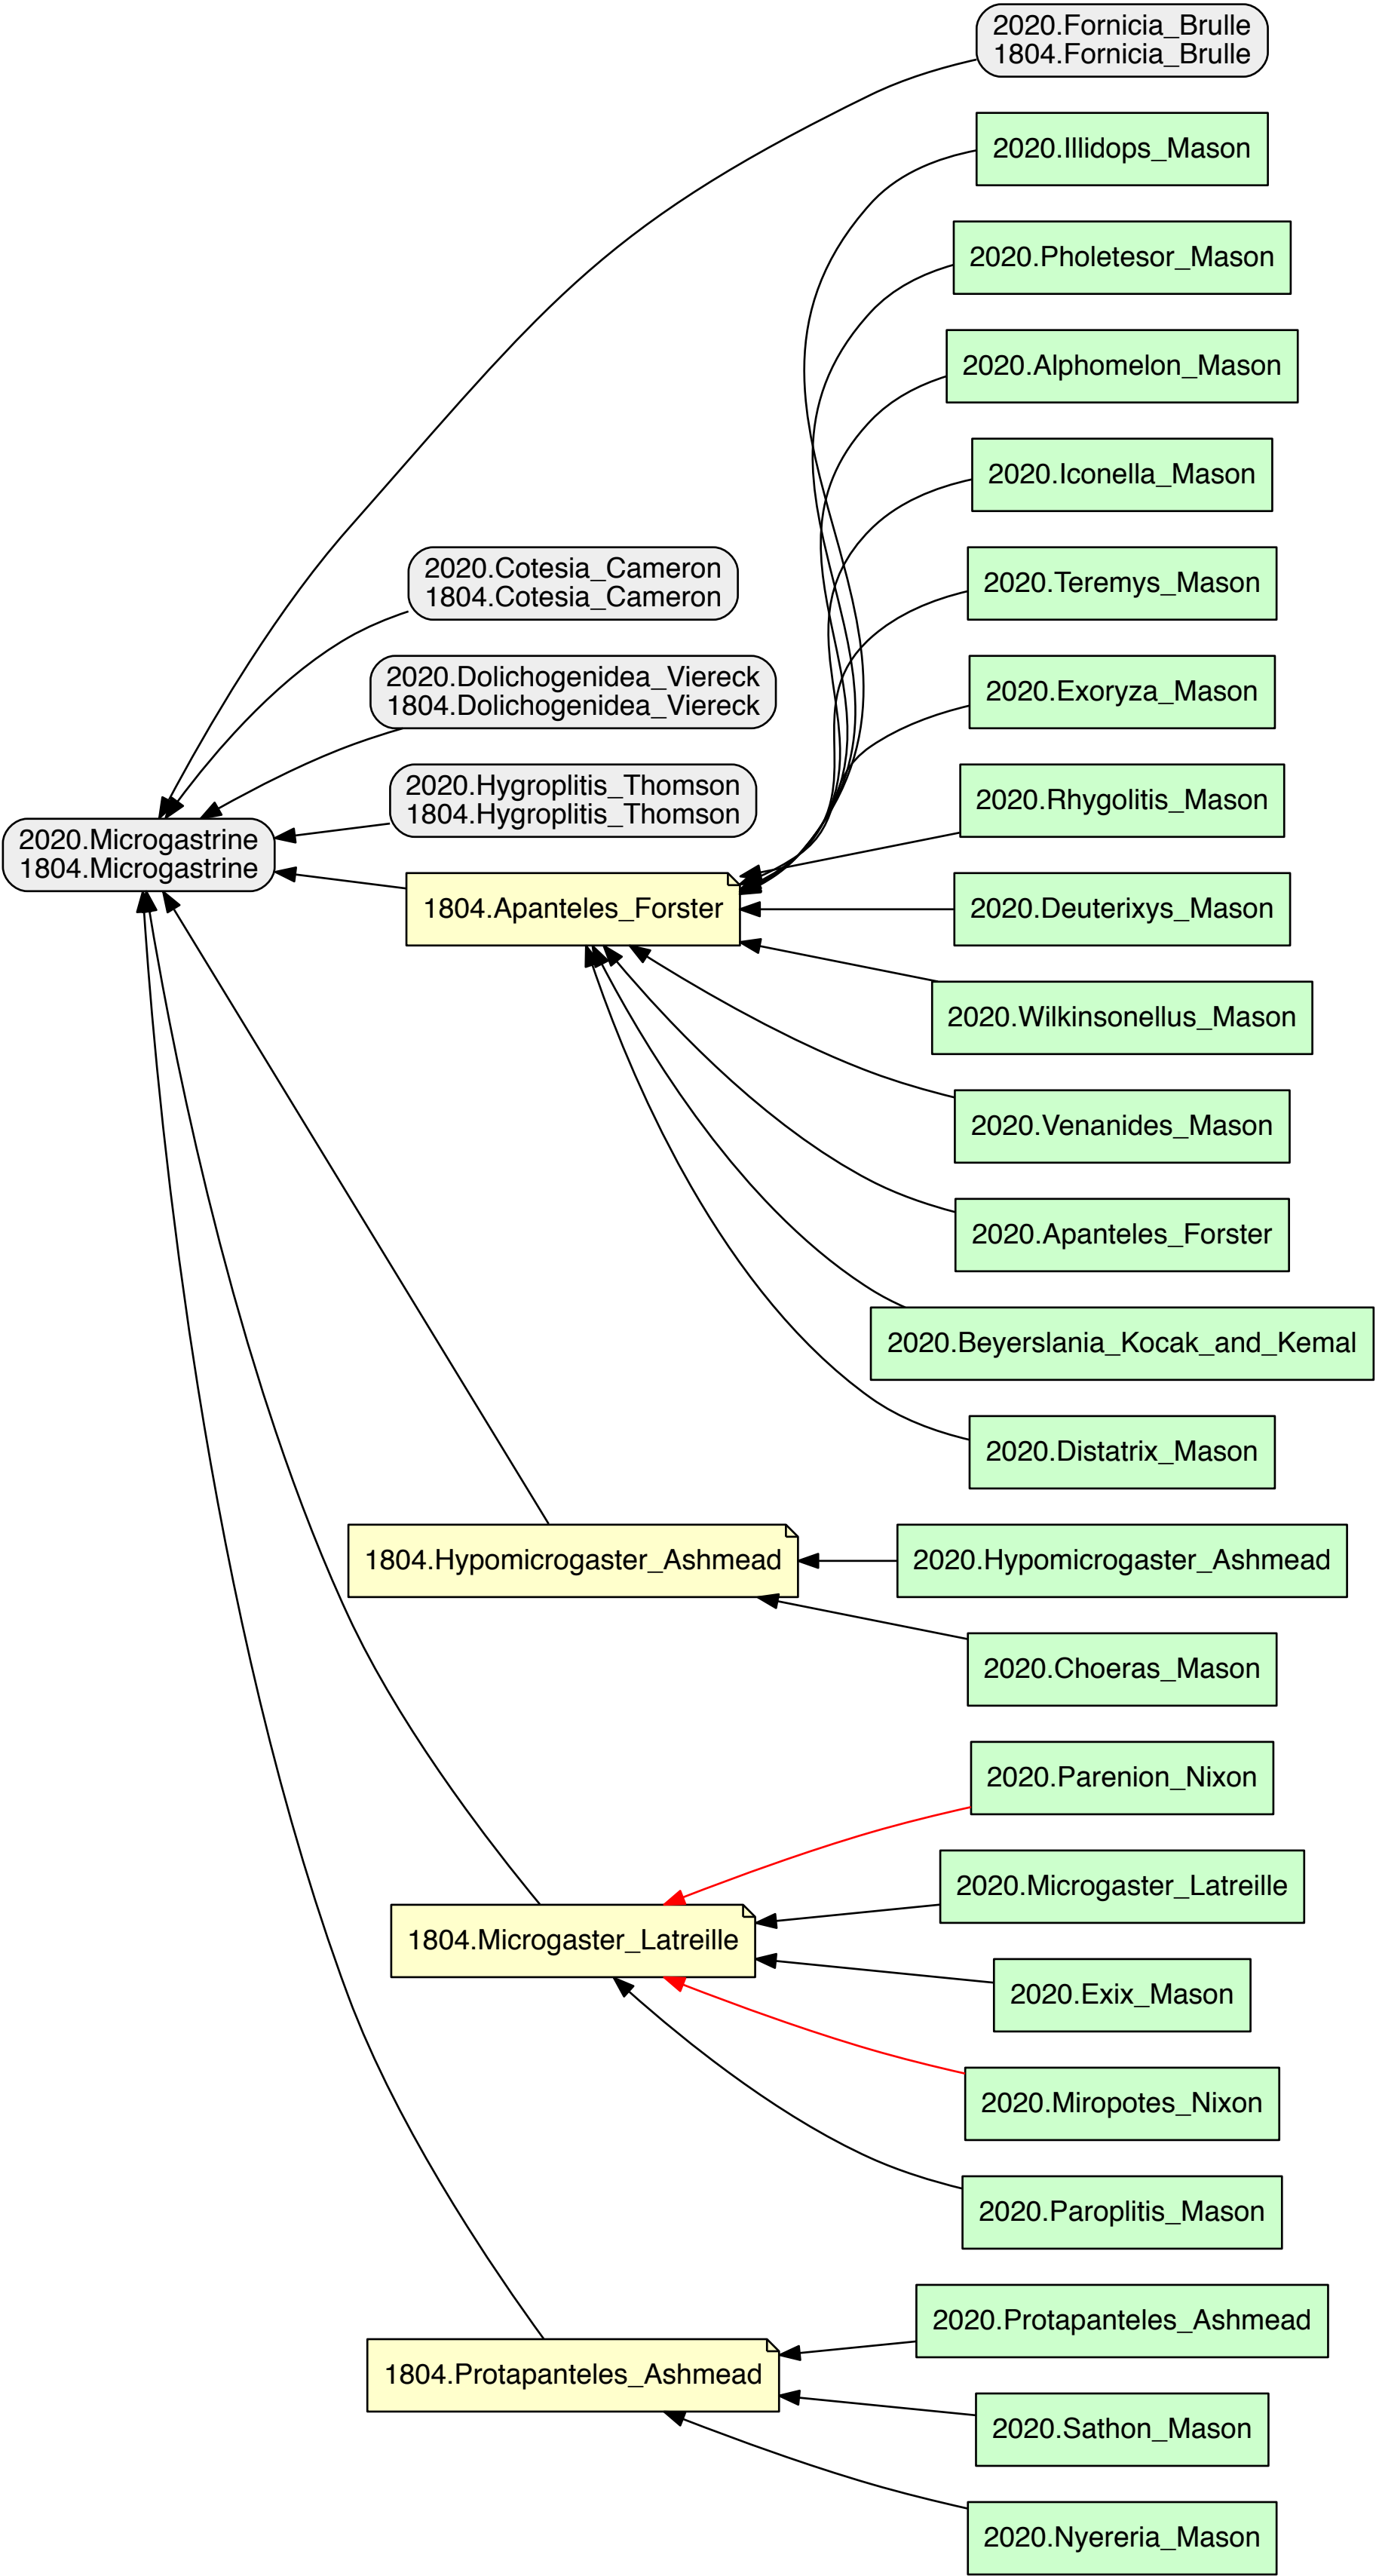 2020.Fornicia_Brulle
1804.Fornicia_Brulle
2020.Illidops_Mason
2020.Pholetesor_Mason
2020.Alphomelon_Mason
2020.Iconella_Mason
2020.Cotesia_Cameron
1804.Cotesia_Cameron
2020.Teremys_Mason
2020.Dolichogenidea_Viereck
1804.Dolichogenidea_Viereck
2020.Exoryza_Mason
2020.Hygroplitis_Thomson
1804.Hygroplitis_Thomson
2020.Rhygolitis_Mason
2020.Microgastrine
1804.Microgastrine
1804.Apanteles_Forster
2020.Deuterixys_Mason
2020.Wilkinsonellus_Mason
2020.Venanides_Mason
2020.Apanteles_Forster
2020.Beyerslania_Kocak_and_Kemal
2020.Distatrix_Mason
1804.Hypomicrogaster_Ashmead
2020.Hypomicrogaster_Ashmead
2020.Choeras_Mason
2020.Parenion_Nixon
2020.Microgaster_Latreille
1804.Microgaster_Latreille
2020.Exix_Mason
2020.Miropotes_Nixon
2020.Paroplitis_Mason
2020.Protapanteles_Ashmead
1804.Protapanteles_Ashmead
2020.Sathon_Mason
2020.Nyereria_Mason